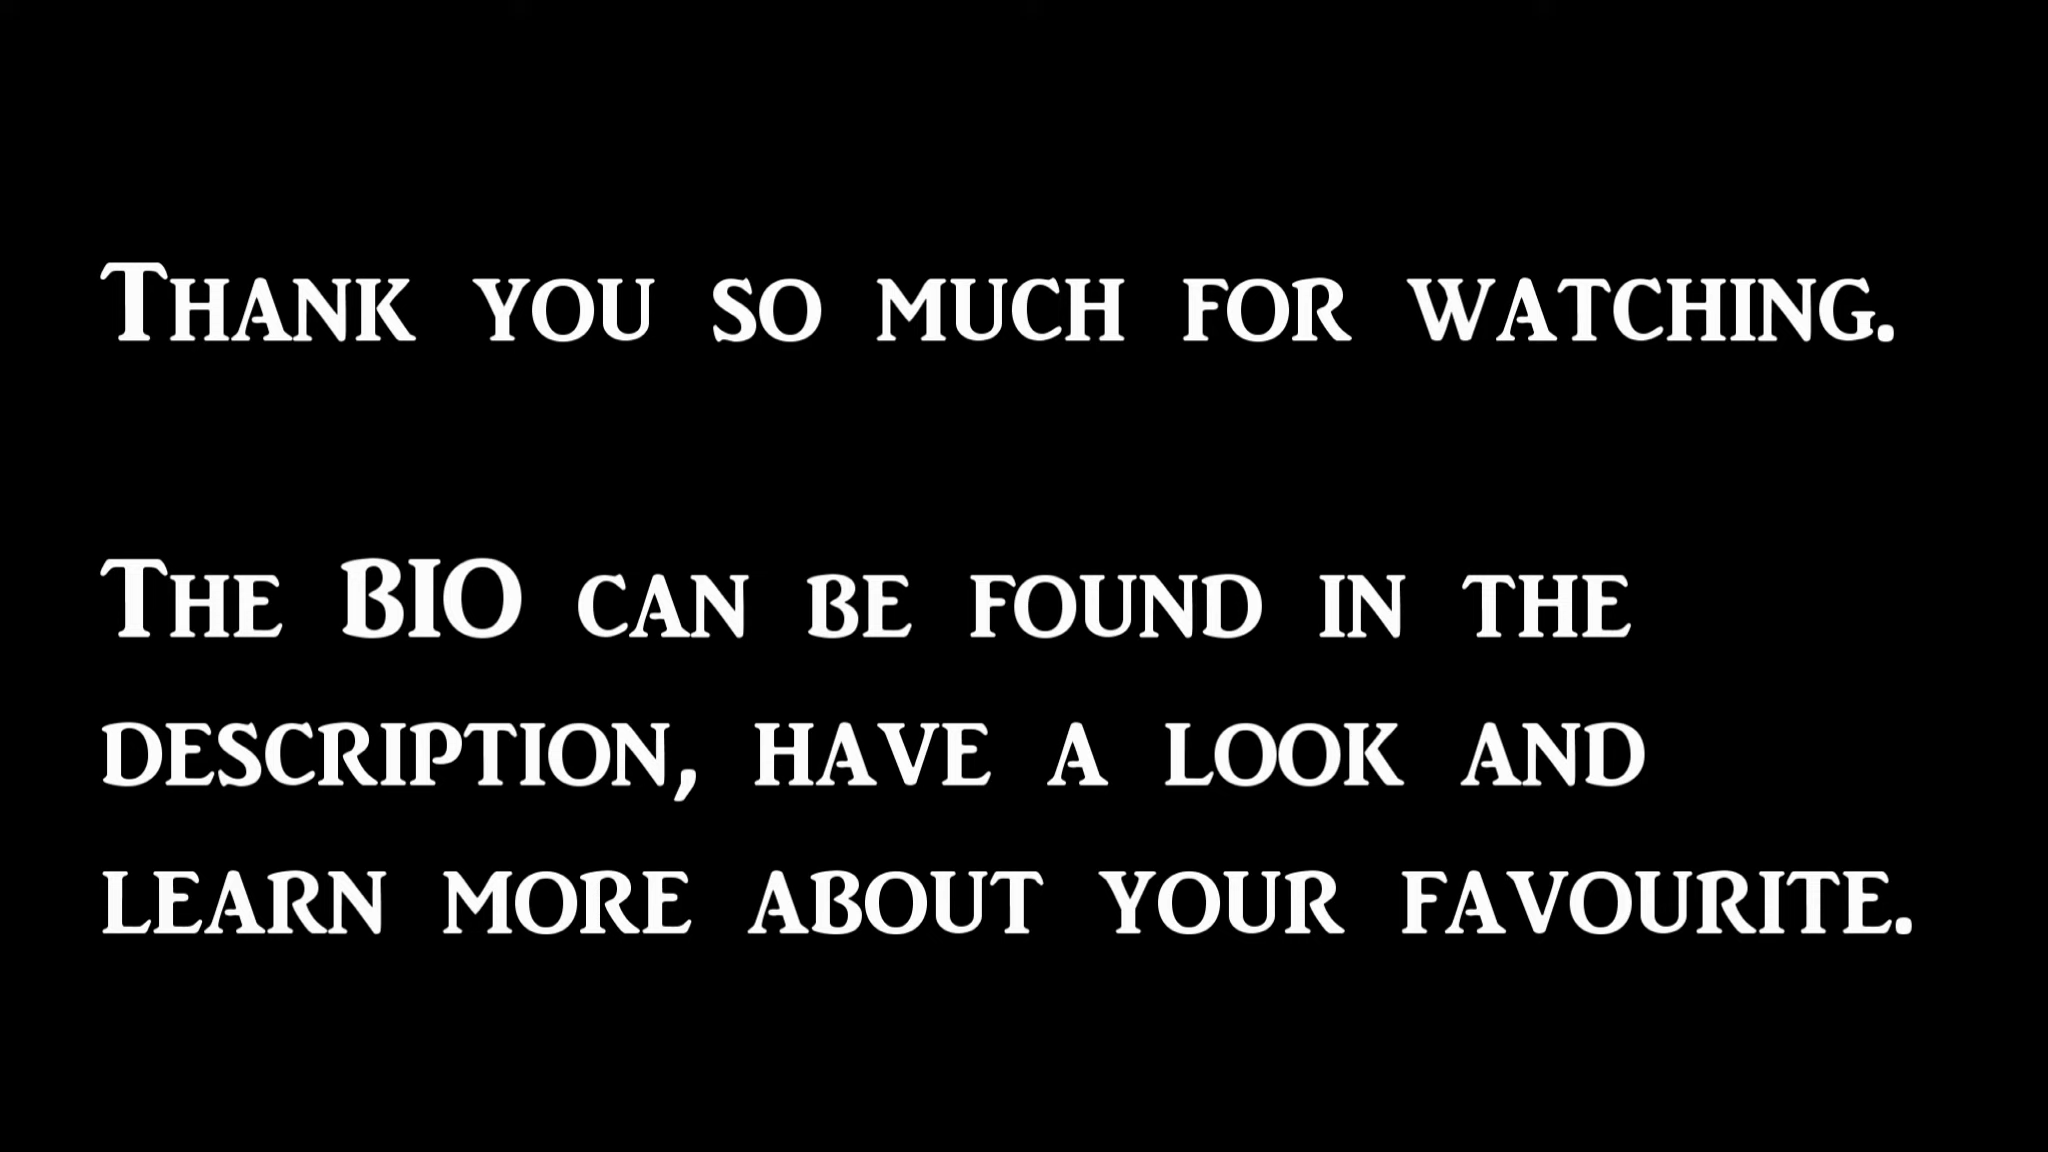 Thank you so much for watching.
The BIO can be found in the
description, have a look and
learn more about your favourite.